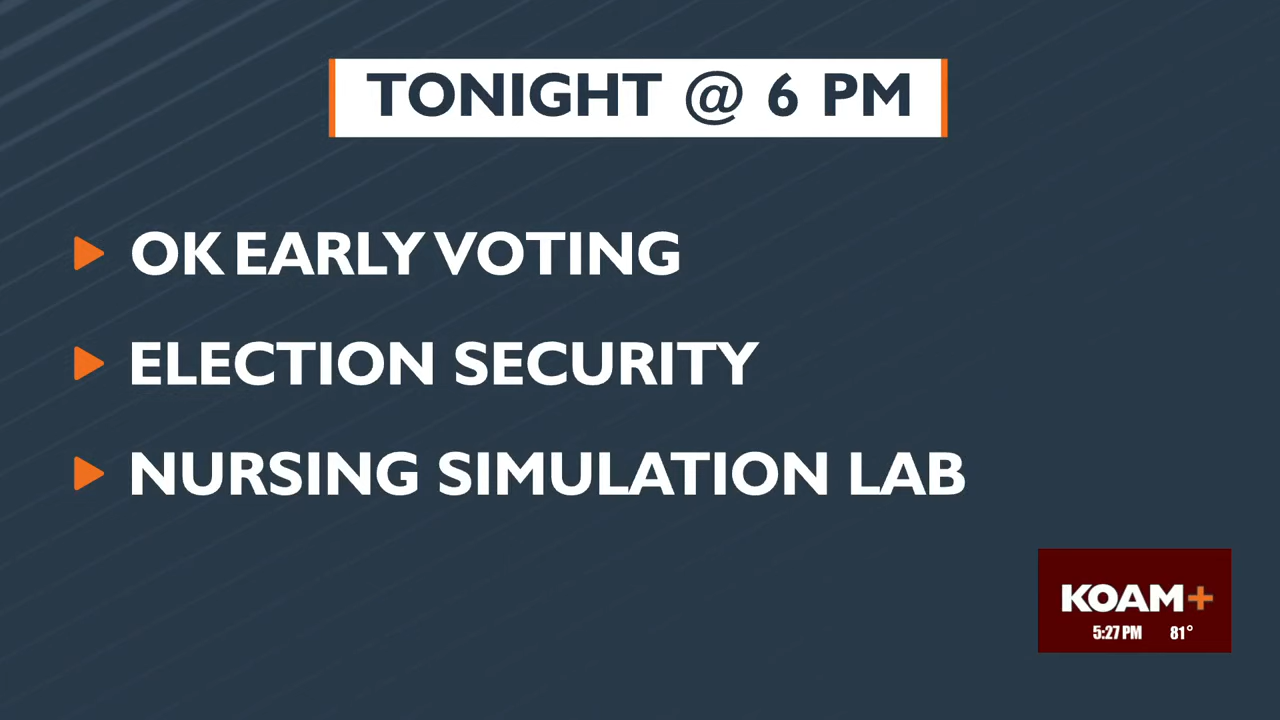 TONIGHT @ 6 PM
OK EARLY VOTING
ELECTION SECURITY
NURSING SIMULATION LAB
KOAM+
5:27 PM 81°